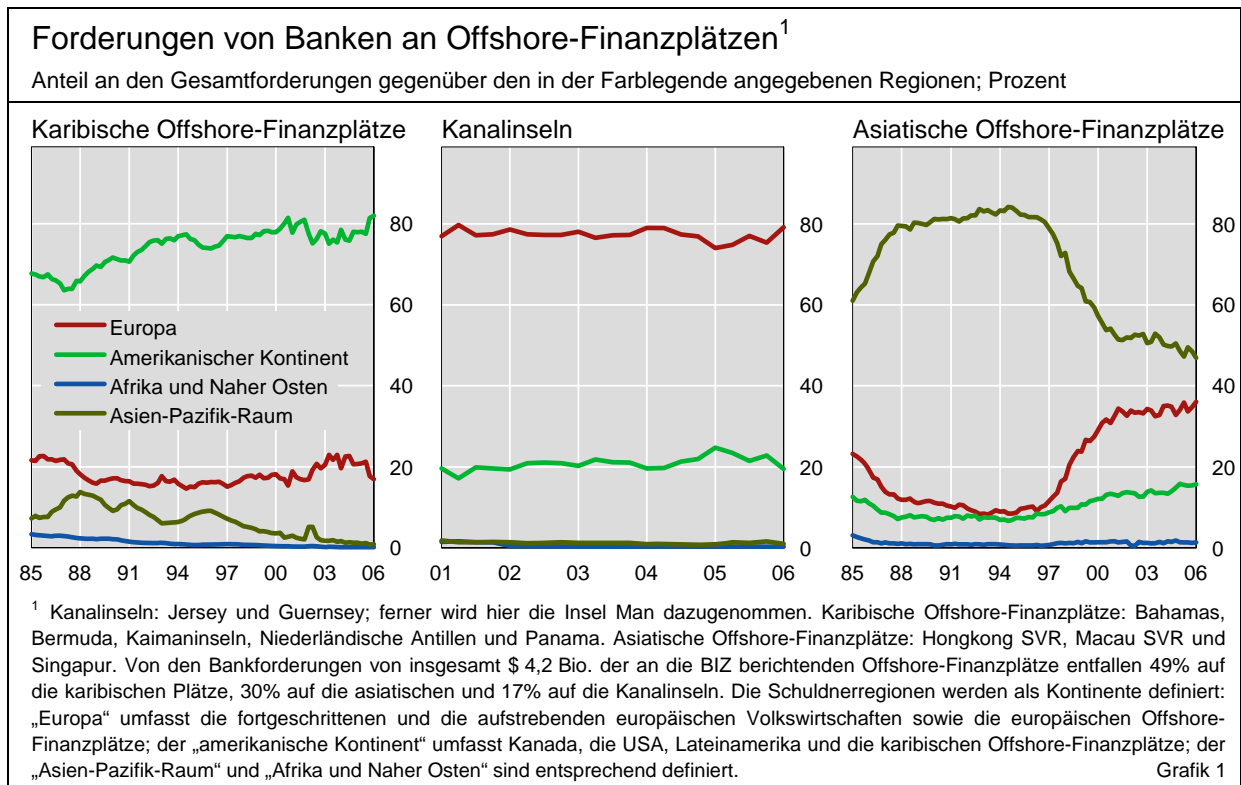 Forderungen von Banken an Offshore-Finanzplätzen¹
Anteil an den Gesamtforderungen gegenüber den in der Farblegende angegebenen Regionen; Prozent
Karibische Offshore-Finanzplätze
80
60
40
20
0
Europa
Amerikanischer Kontinent
Afrika und Naher Osten
Asien-Pazifik-Raum
85 88 91 94 97 00 03 06
Kanalinseln
80
60
40
20
0
01 02 03 04 05 06
Asiatische Offshore-Finanzplätze
80
60
40
20
0
85 88 91 94 97 00 03 06
¹ Kanalinseln: Jersey und Guernsey; ferner wird hier die Insel Man dazugenommen. Karibische Offshore-Finanzplätze: Bahamas,
Bermuda, Kaimaninseln, Niederländische Antillen und Panama. Asiatische Offshore-Finanzplätze: Hongkong SVR, Macau SVR und
Singapur. Von den Bankforderungen von insgesamt $ 4,2 Bio. der an die BIZ berichtenden Offshore-Finanzplätze entfallen 49% auf
die karibischen Plätze, 30% auf die asiatischen und 17% auf die Kanalinseln. Die Schuldnerregionen werden als Kontinente definiert:
„Europa“ umfasst die fortgeschrittenen und die aufstrebenden europäischen Volkswirtschaften sowie die europäischen Offshore-
Finanzplätze; der „amerikanische Kontinent“ umfasst Kanada, die USA, Lateinamerika und die karibischen Offshore-Finanzplätze; der
„Asien-Pazifik-Raum“ und „Afrika und Naher Osten“ sind entsprechend definiert.
Grafik 1